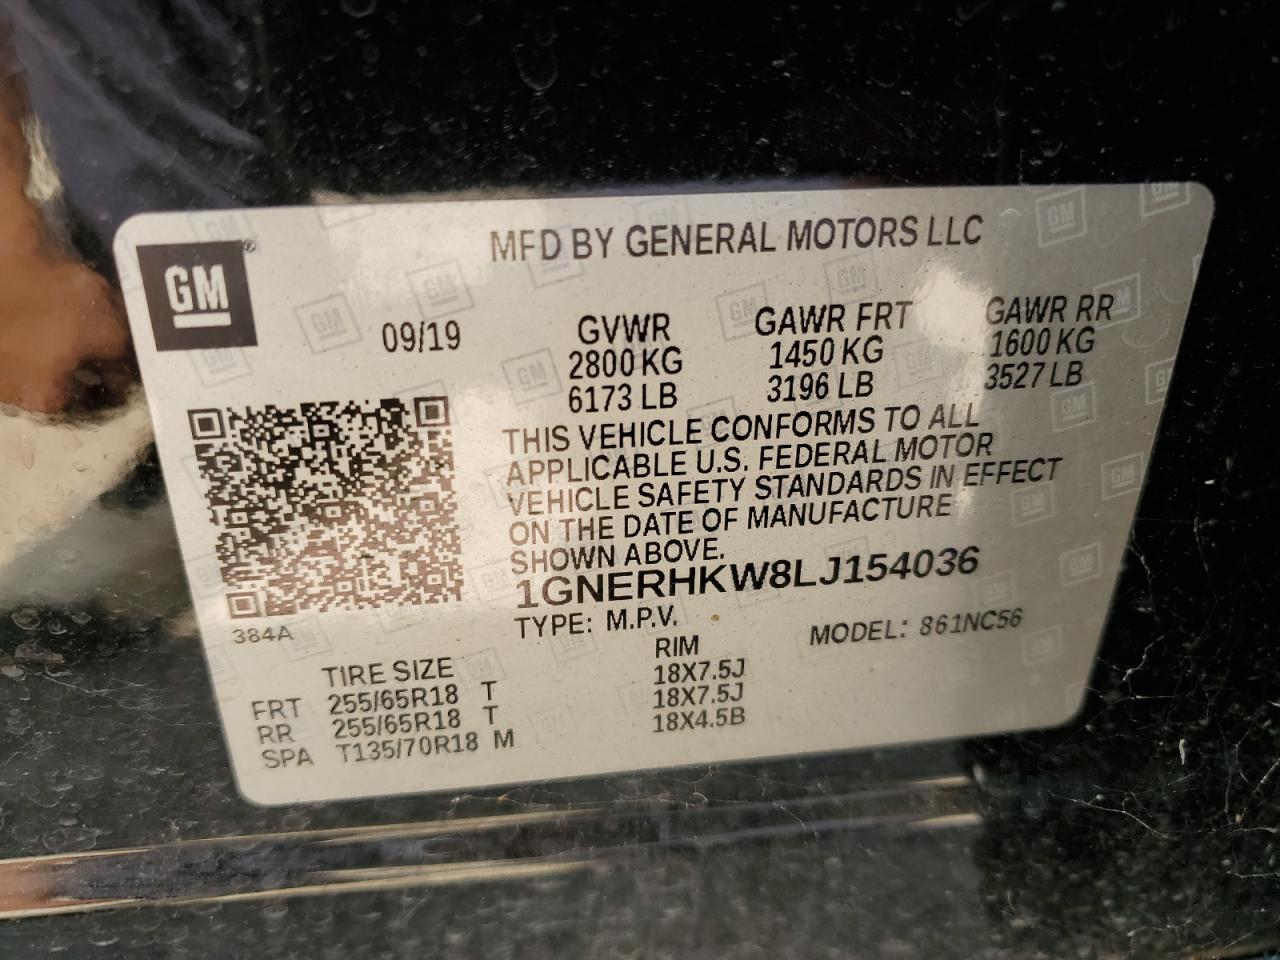 GM
MFD BY GENERAL MOTORS LLC
09/19 GVWR GAWR FRT GAWR RR
2800 KG 1450 KG 1600 KG
6173 LB 3196 LB 3527 LB
THIS VEHICLE CONFORMS TO ALL
APPLICABLE U.S. FEDERAL MOTOR
VEHICLE SAFETY STANDARDS IN EFFECT
ON THE DATE OF MANUFACTURE
SHOWN ABOVE.
1GNERHKW8LJ154036
384A
TYPE: M.P.V. MODEL: 861NC56
TIRE SIZE RIM
FRT 255/65R18 T 18X7.5J
RR 255/65R18 T 18X7.5J
SPA T135/70R18 M 18X4.5B